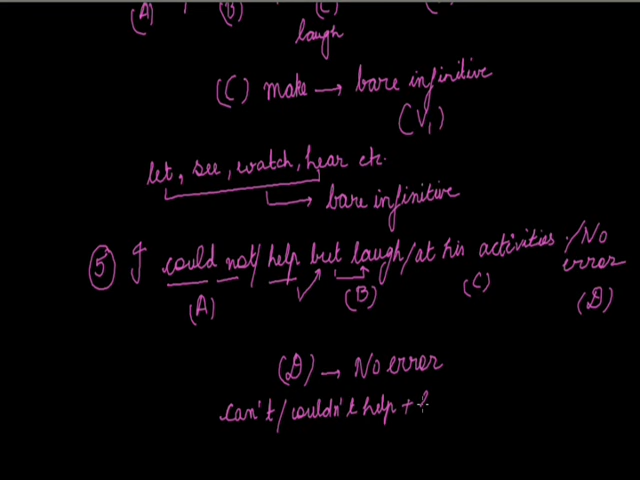 (A) (B) (C)
laugh
(C) make → bare infinitive
(V₁)
let, see, watch, hear etc.
→ bare infinitive
⑤ I could not / help but laugh / at his activities. / No error
(A) (B) (C) (D)
(D) → No error
can't / couldn't help +